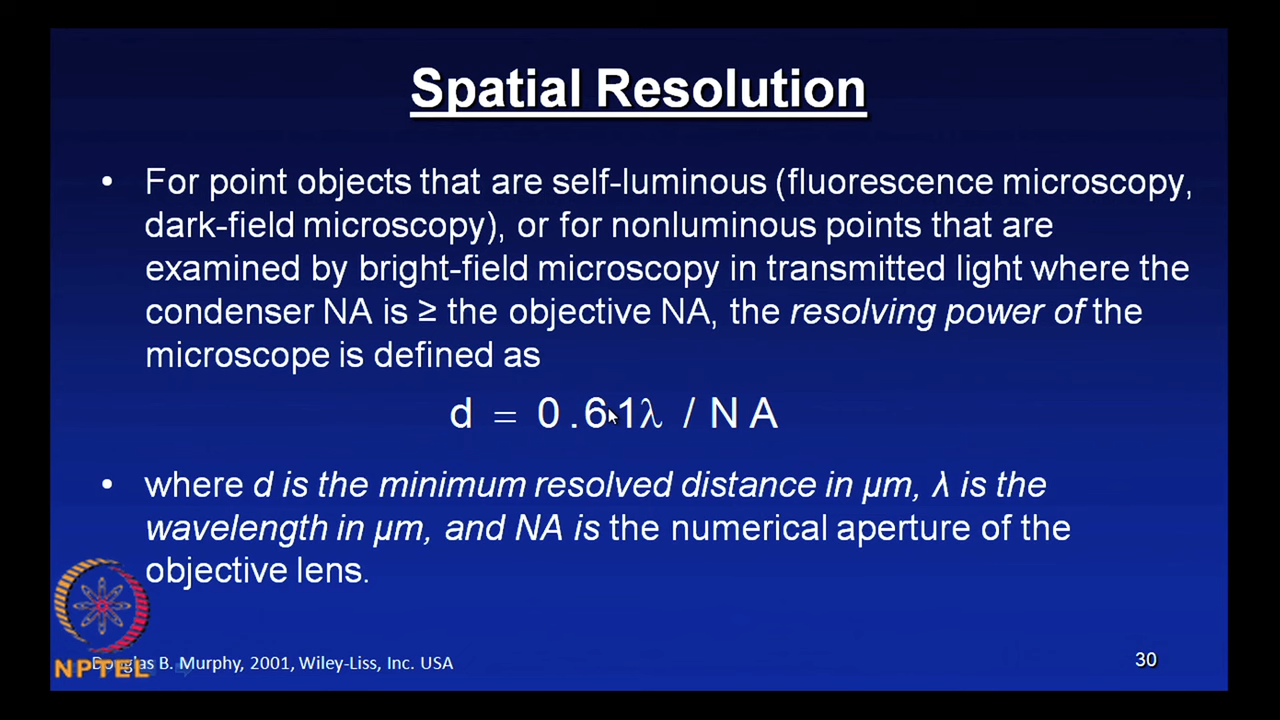 Spatial Resolution
• For point objects that are self-luminous (fluorescence microscopy,
dark-field microscopy), or for nonluminous points that are
examined by bright-field microscopy in transmitted light where the
condenser NA is ≥ the objective NA, the resolving power of the
microscope is defined as
d = 0.61λ / NA
• where d is the minimum resolved distance in μm, λ is the
wavelength in μm, and NA is the numerical aperture of the
objective lens.
Douglas B. Murphy, 2001, Wiley-Liss, Inc. USA
NPTEL
30